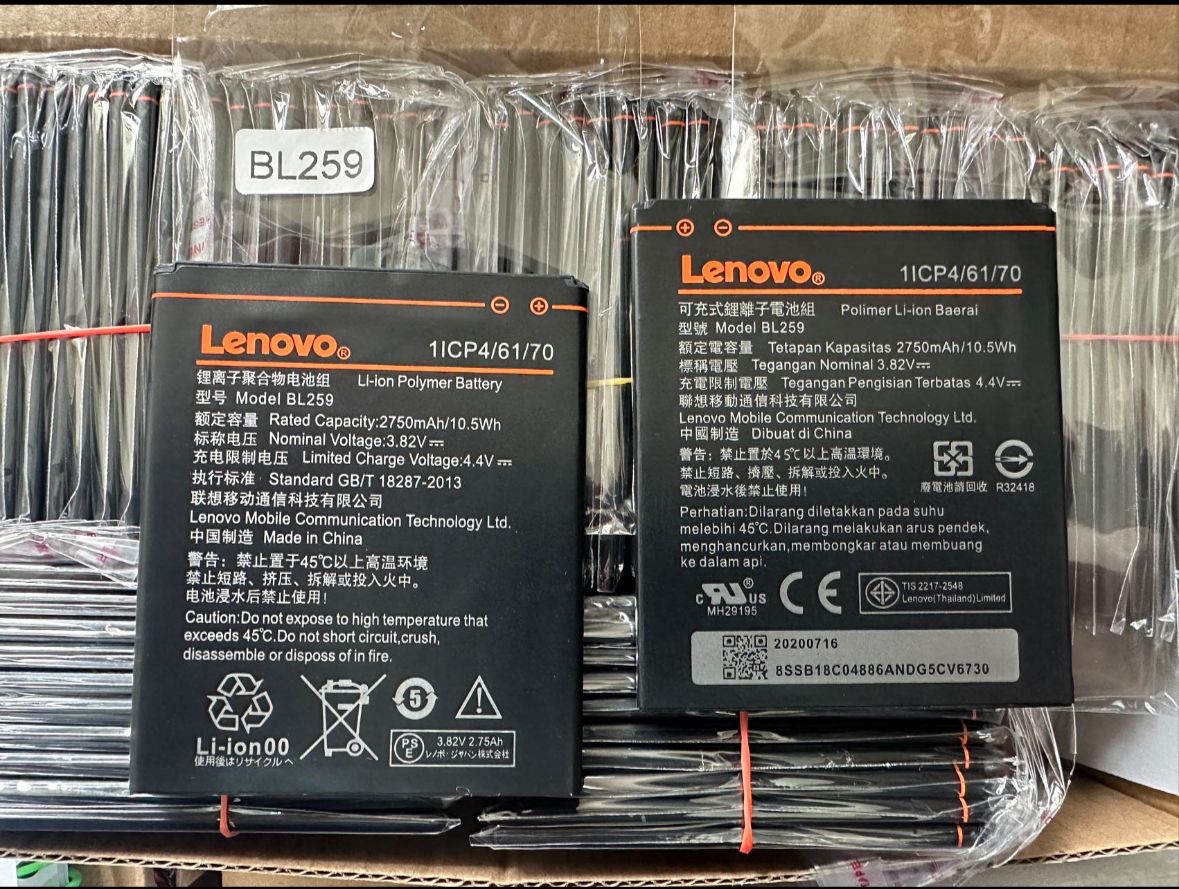 BL259
Lenovo®
1ICP4/61/70
锂离子聚合物电池组 Li-ion Polymer Battery
型号 Model BL259
额定容量 Rated Capacity:2750mAh/10.5Wh
标称电压 Nominal Voltage:3.82V⎓
充电限制电压 Limited Charge Voltage:4.4V⎓
执行标准 Standard GB/T 18287-2013
联想移动通信科技有限公司
Lenovo Mobile Communication Technology Ltd.
中国制造 Made in China
警告：禁止置于45℃以上高温环境
禁止短路、挤压、拆解或投入火中。
电池浸水后禁止使用！
Caution:Do not expose to high temperature that
exceeds 45℃.Do not short circuit,crush,
disassemble or disposs of in fire.
Li-ion00
使用後はリサイクルへ
5
PSE
3.82V 2.75Ah
レノボ・ジャパン株式会社
Lenovo®
1ICP4/61/70
可充式鋰離子電池組 Polimer Li-ion Baerai
型號 Model BL259
額定電容量 Tetapan Kapasitas 2750mAh/10.5Wh
標稱電壓 Tegangan Nominal 3.82V⎓
充電限制電壓 Tegangan Pengisian Terbatas 4.4V⎓
聯想移動通信科技有限公司
Lenovo Mobile Communication Technology Ltd.
中國制造 Dibuat di China
警告：禁止置於45℃以上高溫環境。
禁止短路、擠壓、拆解或投入火中。
電池浸水後禁止使用！
廢電池請回收
R32418
Perhatian:Dilarang diletakkan pada suhu
melebihi 45℃.Dilarang melakukan arus pendek,
menghancurkan,membongkar atau membuang
ke dalam api.
c RU® US
MH29195
CE
TIS 2217-2548
Lenovo(Thailand)Limited
20200716
8SSB18C04886ANDG5CV6730